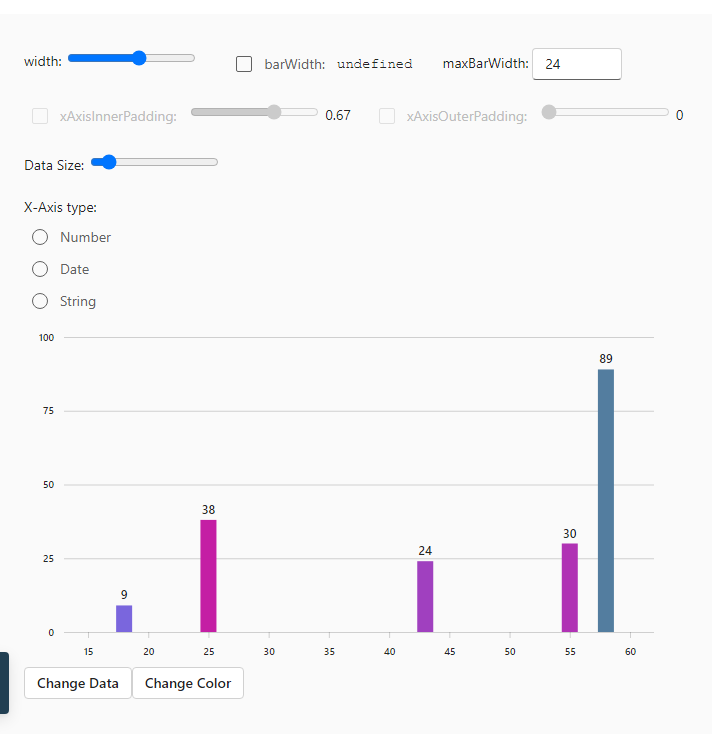 width: barWidth: undefined maxBarWidth: 24
xAxisInnerPadding: 0.67 xAxisOuterPadding: 0
Data Size:
X-Axis type:
Number
Date
String
100
89
75
50
38
30
24
25
9
0
15 20 25 30 35 40 45 50 55 60
Change Data Change Color